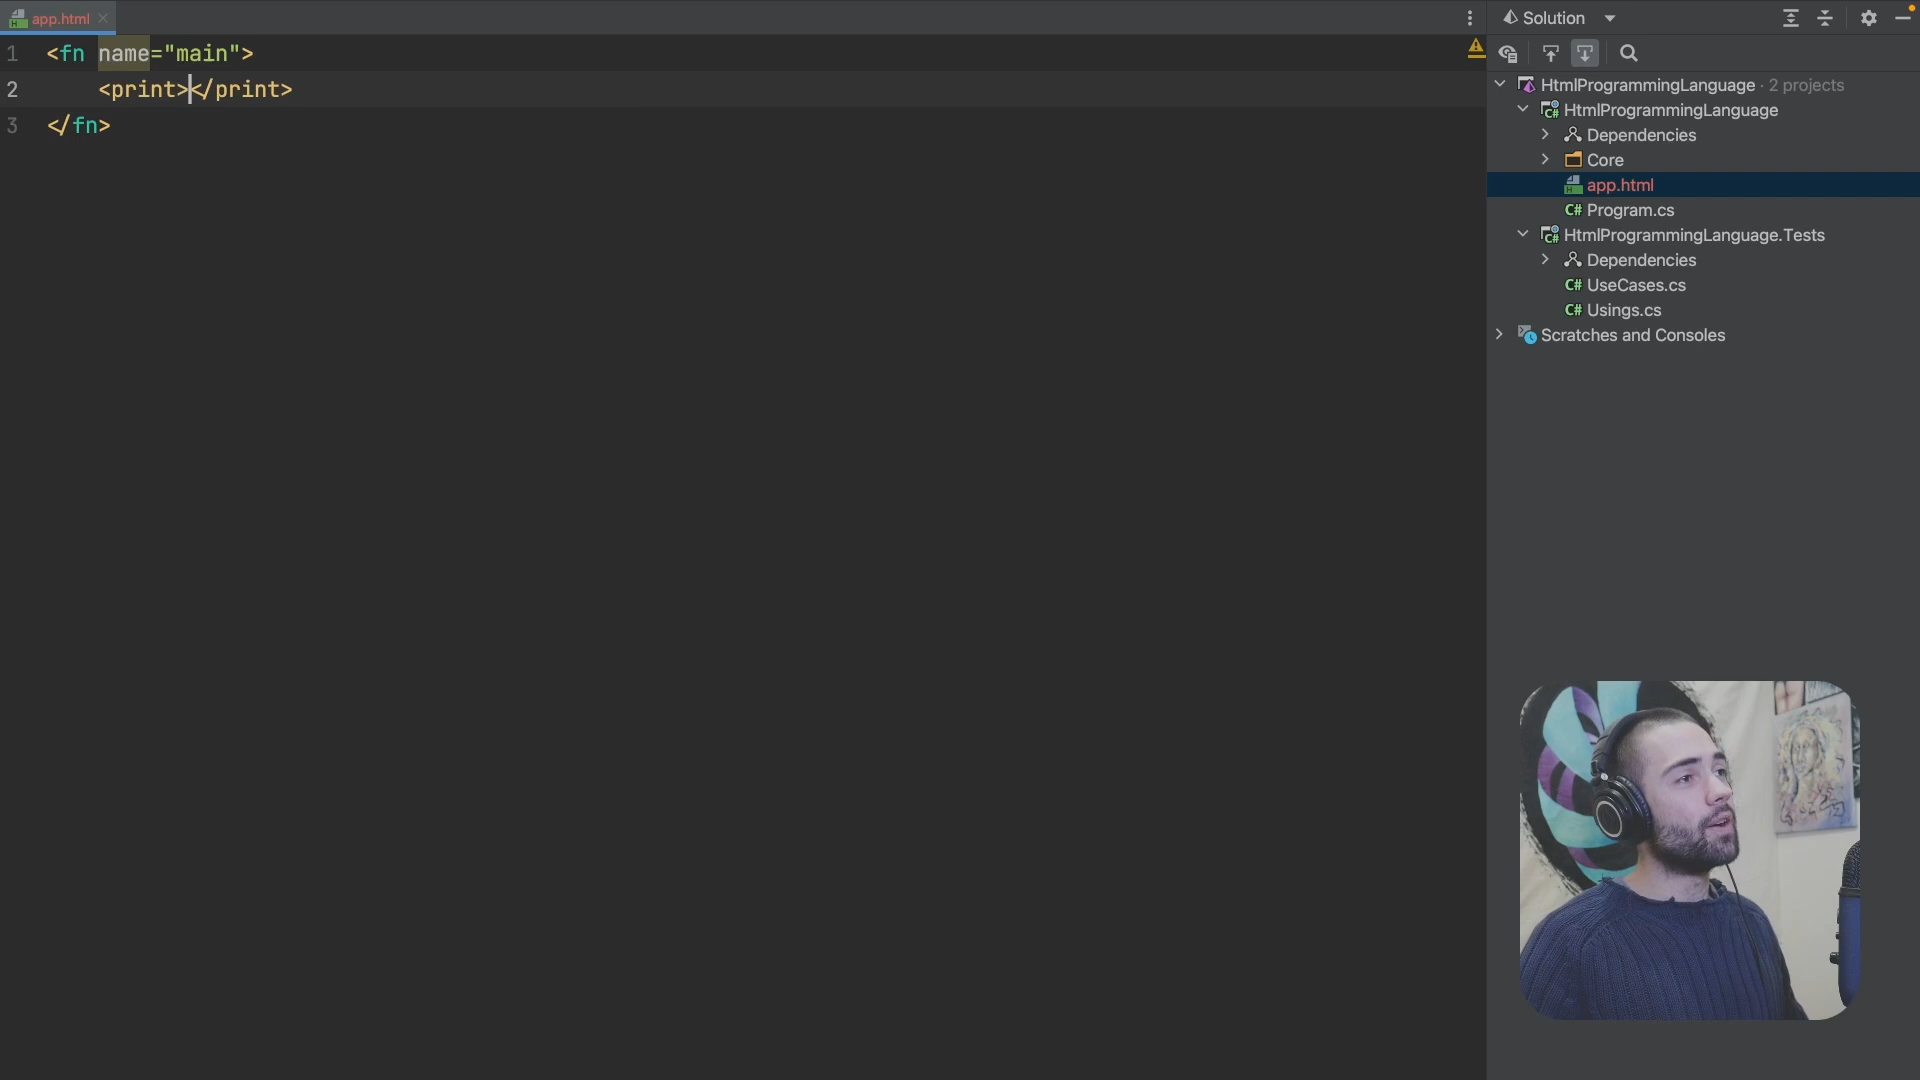 app.html
Solution
1 <fn name="main">
2 <print></print>
3 </fn>
HtmlProgrammingLanguage · 2 projects
C# HtmlProgrammingLanguage
Dependencies
Core
H app.html
C# Program.cs
C# HtmlProgrammingLanguage.Tests
Dependencies
C# UseCases.cs
C# Usings.cs
Scratches and Consoles